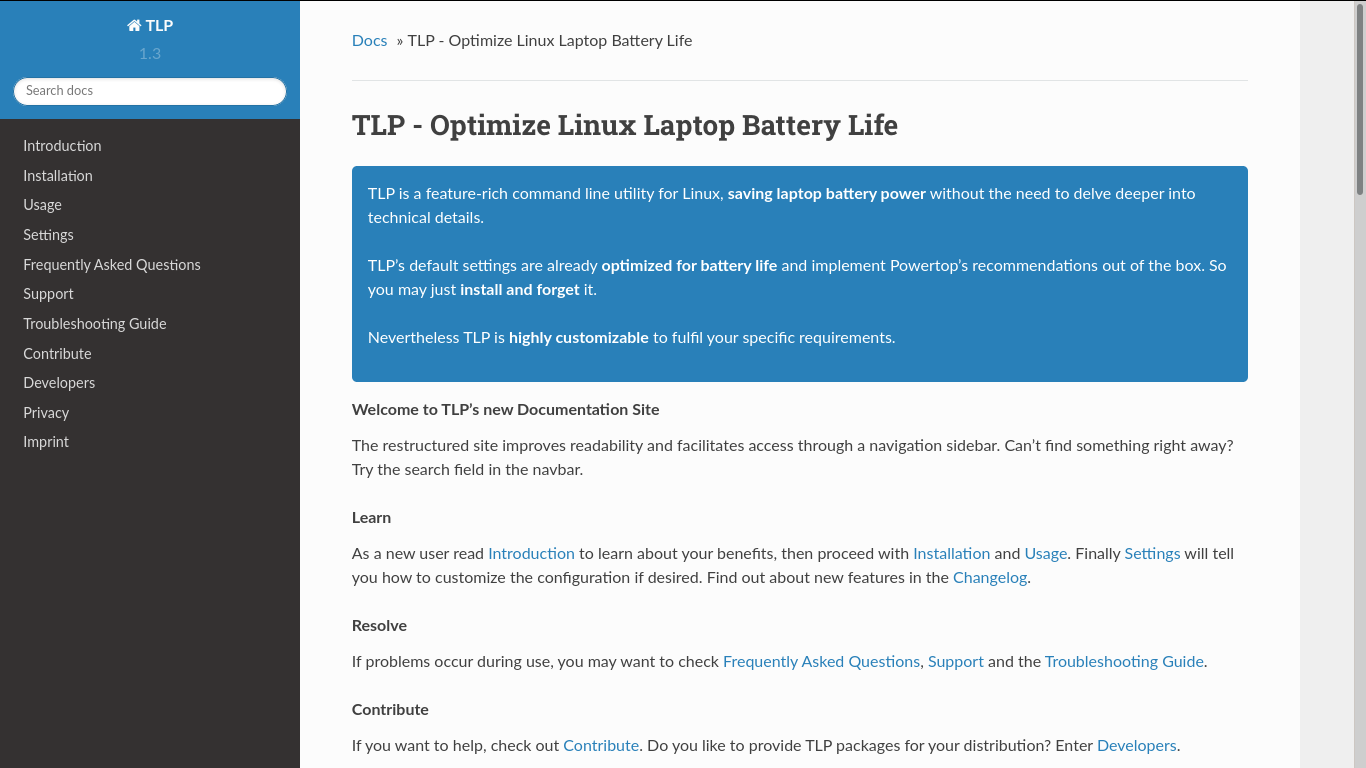 TLP
1.3
Search docs
Introduction
Installation
Usage
Settings
Frequently Asked Questions
Support
Troubleshooting Guide
Contribute
Developers
Privacy
Imprint
Docs » TLP - Optimize Linux Laptop Battery Life
TLP - Optimize Linux Laptop Battery Life
TLP is a feature-rich command line utility for Linux, saving laptop battery power without the need to delve deeper into
technical details.
TLP’s default settings are already optimized for battery life and implement Powertop’s recommendations out of the box. So
you may just install and forget it.
Nevertheless TLP is highly customizable to fulfil your specific requirements.
Welcome to TLP’s new Documentation Site
The restructured site improves readability and facilitates access through a navigation sidebar. Can’t find something right away?
Try the search field in the navbar.
Learn
As a new user read Introduction to learn about your benefits, then proceed with Installation and Usage. Finally Settings will tell
you how to customize the configuration if desired. Find out about new features in the Changelog.
Resolve
If problems occur during use, you may want to check Frequently Asked Questions, Support and the Troubleshooting Guide.
Contribute
If you want to help, check out Contribute. Do you like to provide TLP packages for your distribution? Enter Developers.